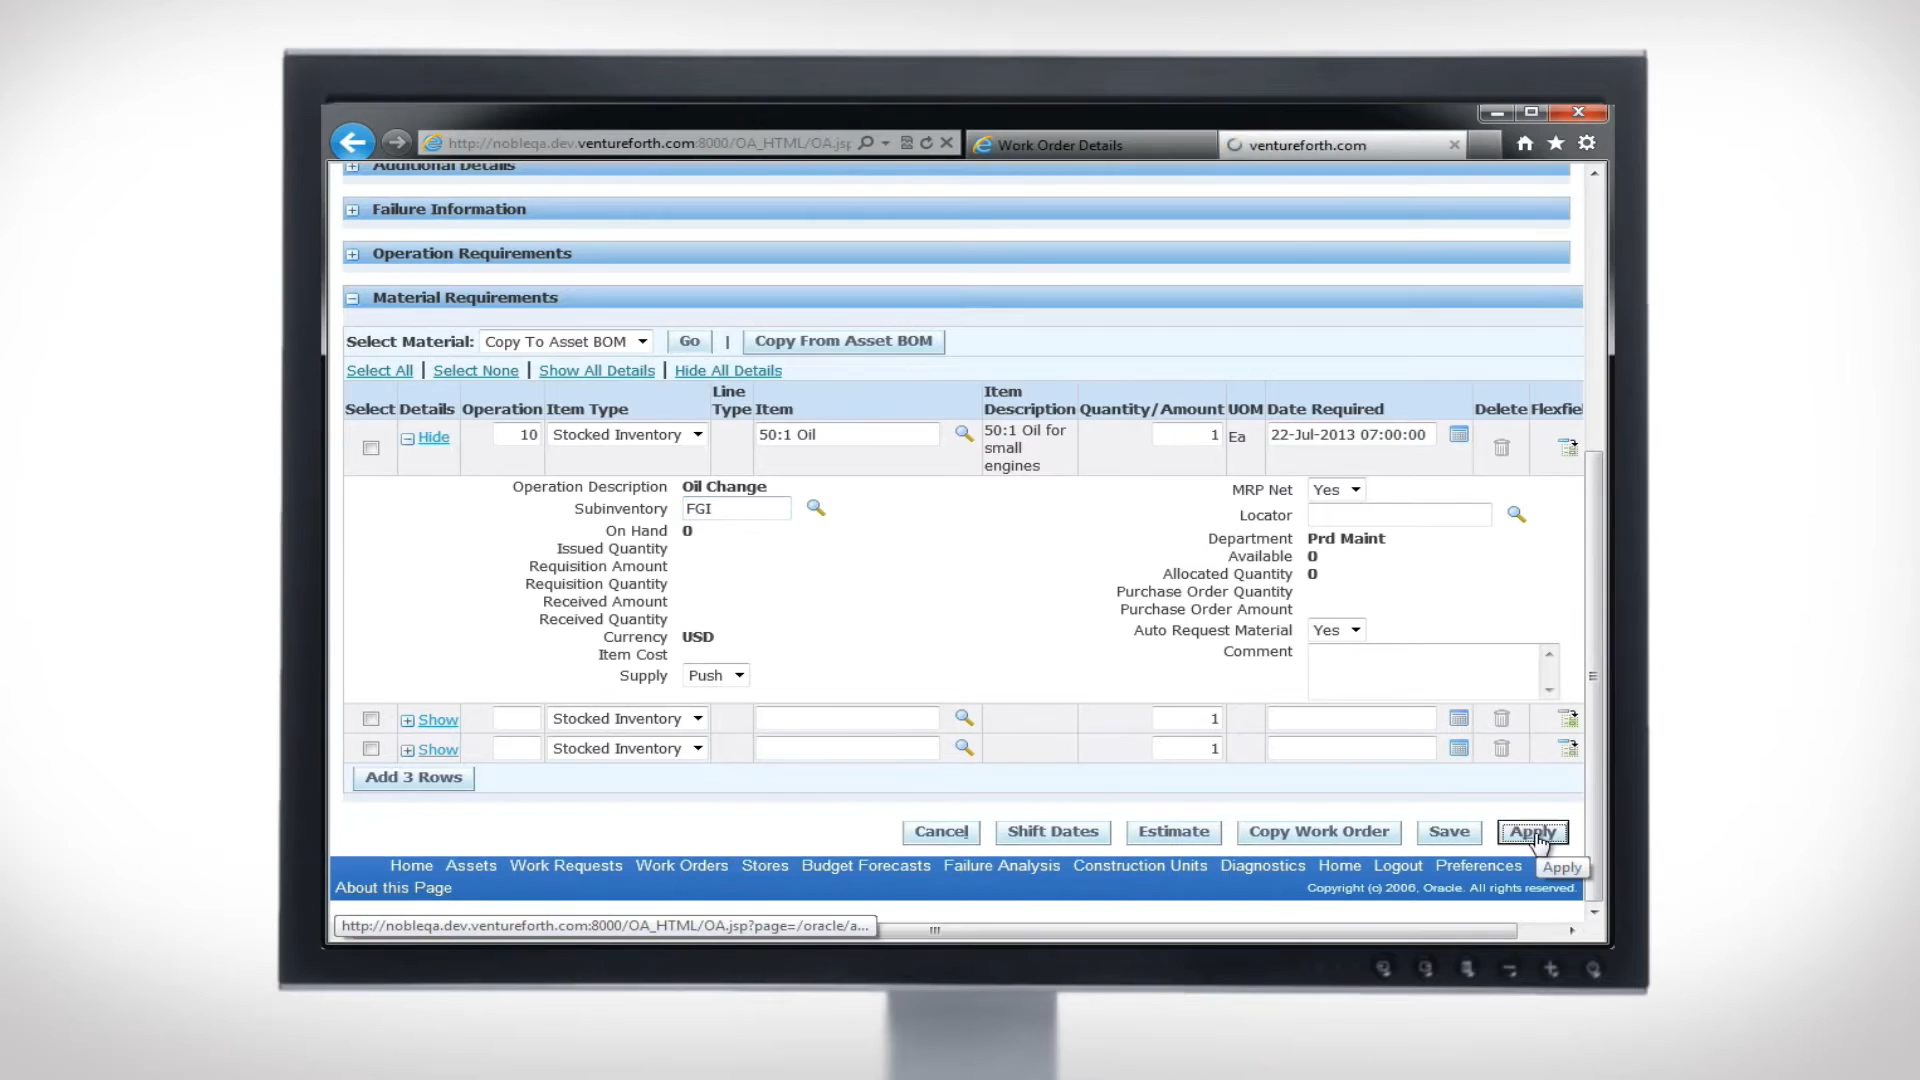 http://nobleqa.dev.ventureforth.com:8000/OA_HTML/OA.jsp
Work Order Details
ventureforth.com
Additional Details
Failure Information
Operation Requirements
Material Requirements
Select Material: Copy To Asset BOM Go | Copy From Asset BOM
Select All | Select None | Show All Details | Hide All Details
Select Details Operation Item Type Line Type Item Item Description Quantity/Amount UOM Date Required Delete Flexfiel
Hide 10 Stocked Inventory 50:1 Oil 50:1 Oil for small engines 1 Ea 22-Jul-2013 07:00:00
Operation Description Oil Change
Subinventory FGI
On Hand 0
Issued Quantity
Requisition Amount
Requisition Quantity
Received Amount
Received Quantity
Currency USD
Item Cost
Supply Push
MRP Net Yes
Locator
Department Prd Maint
Available 0
Allocated Quantity 0
Purchase Order Quantity
Purchase Order Amount
Auto Request Material Yes
Comment
Show Stocked Inventory 1
Show Stocked Inventory 1
Add 3 Rows
Cancel Shift Dates Estimate Copy Work Order Save Apply
Home Assets Work Requests Work Orders Stores Budget Forecasts Failure Analysis Construction Units Diagnostics Home Logout Preferences
Apply
About this Page
Copyright (c) 2006, Oracle. All rights reserved.
http://nobleqa.dev.ventureforth.com:8000/OA_HTML/OA.jsp?page=/oracle/a...